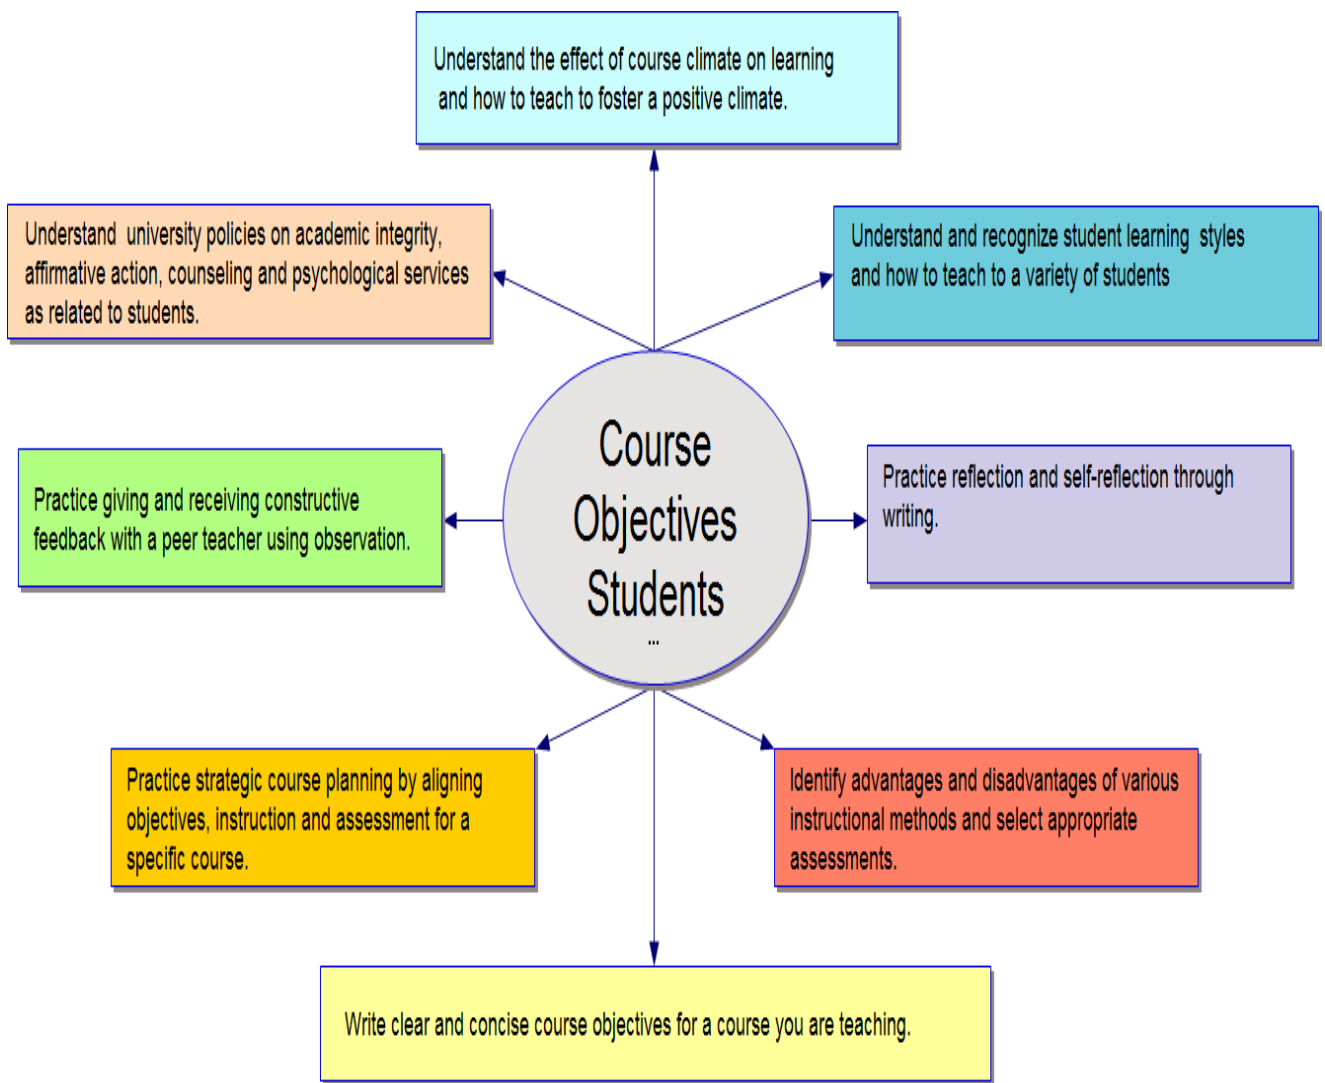 Understand the effect of course climate on learning
and how to teach to foster a positive climate.
Understand university policies on academic integrity,
affirmative action, counseling and psychological services
as related to students.
Understand and recognize student learning styles
and how to teach to a variety of students
Course
Objectives
Students
...
Practice giving and receiving constructive
feedback with a peer teacher using observation.
Practice reflection and self-reflection through
writing.
Practice strategic course planning by aligning
objectives, instruction and assessment for a
specific course.
Identify advantages and disadvantages of various
instructional methods and select appropriate
assessments.
Write clear and concise course objectives for a course you are teaching.